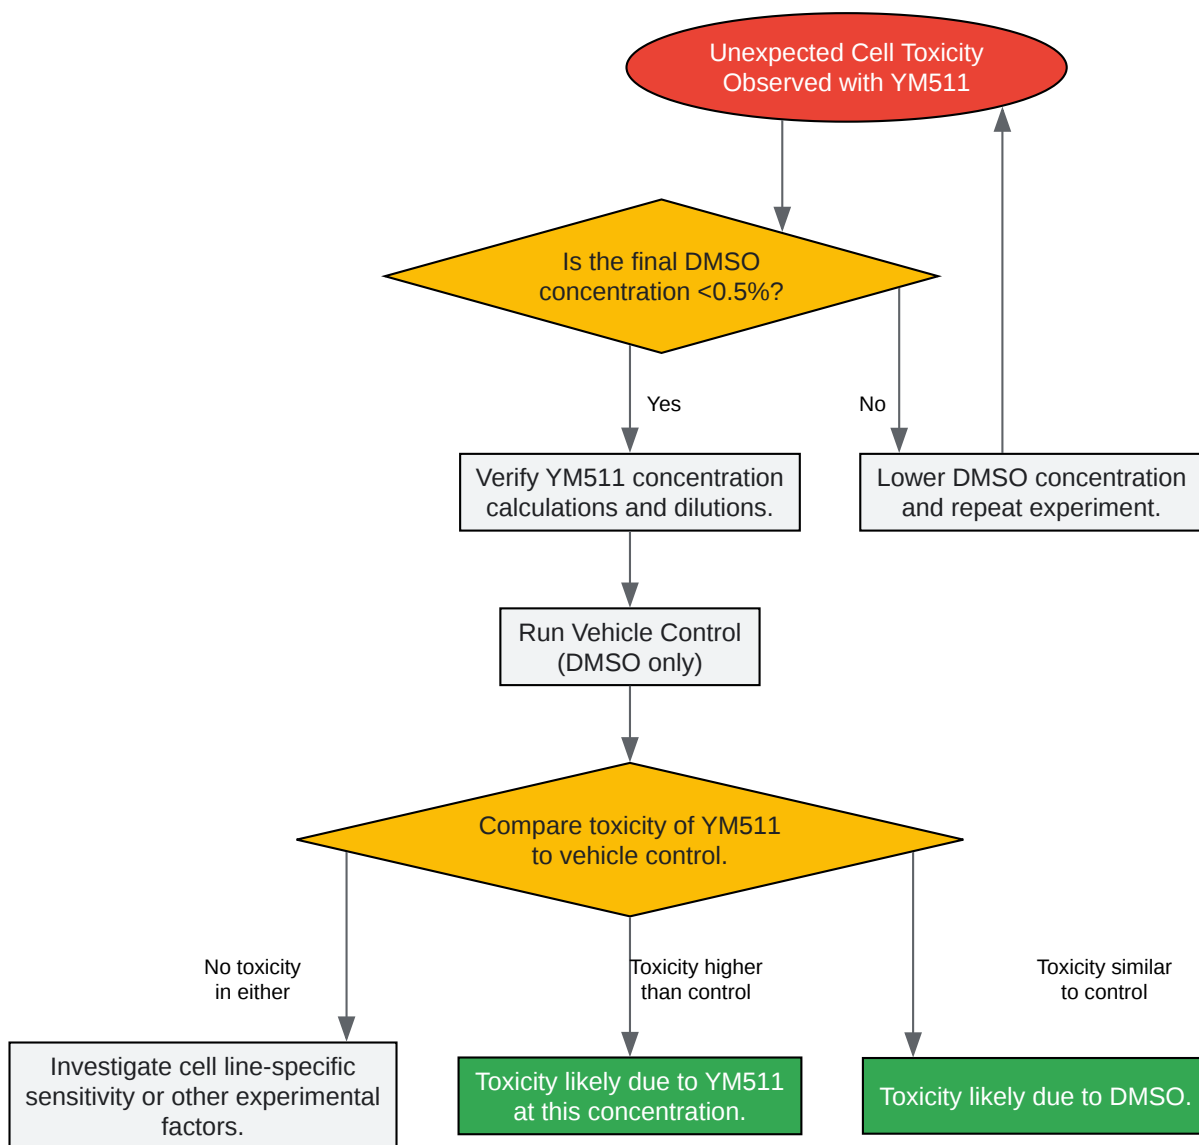 Unexpected Cell Toxicity
Observed with YM511
Is the final DMSO
concentration <0.5%?
Yes
No
Verify YM511 concentration
calculations and dilutions.
Lower DMSO concentration
and repeat experiment.
Run Vehicle Control
(DMSO only)
Compare toxicity of YM511
to vehicle control.
No toxicity
in either
Toxicity higher
than control
Toxicity similar
to control
Investigate cell line-specific
sensitivity or other experimental
factors.
Toxicity likely due to YM511
at this concentration.
Toxicity likely due to DMSO.